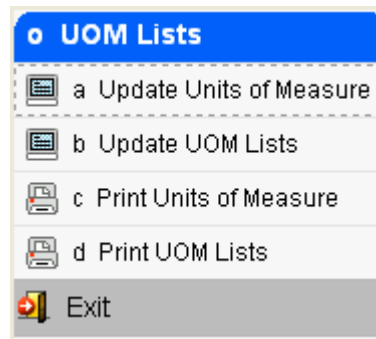 o UOM Lists
a Update Units of Measure
b Update UOM Lists
c Print Units of Measure
d Print UOM Lists
Exit